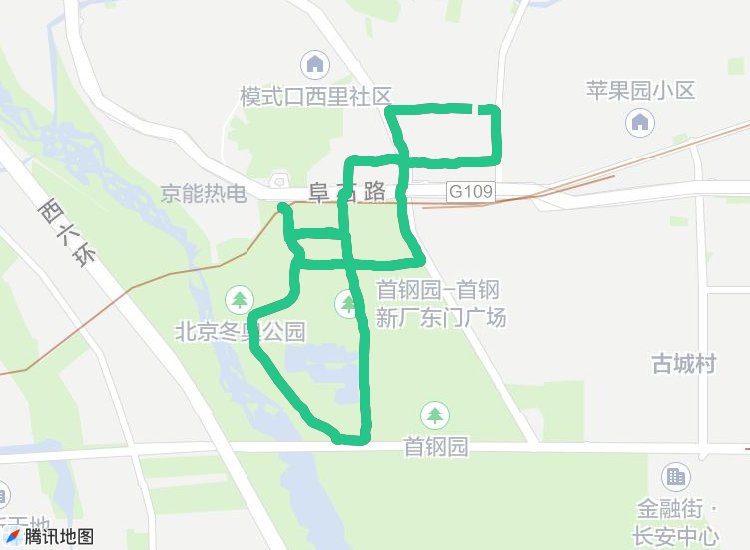 模式口西里社区
苹果园小区
京能热电
阜石路
G109
西六环
首钢园-首钢
新厂东门广场
北京冬奥公园
古城村
首钢园
金融街·
长安中心
腾讯地图